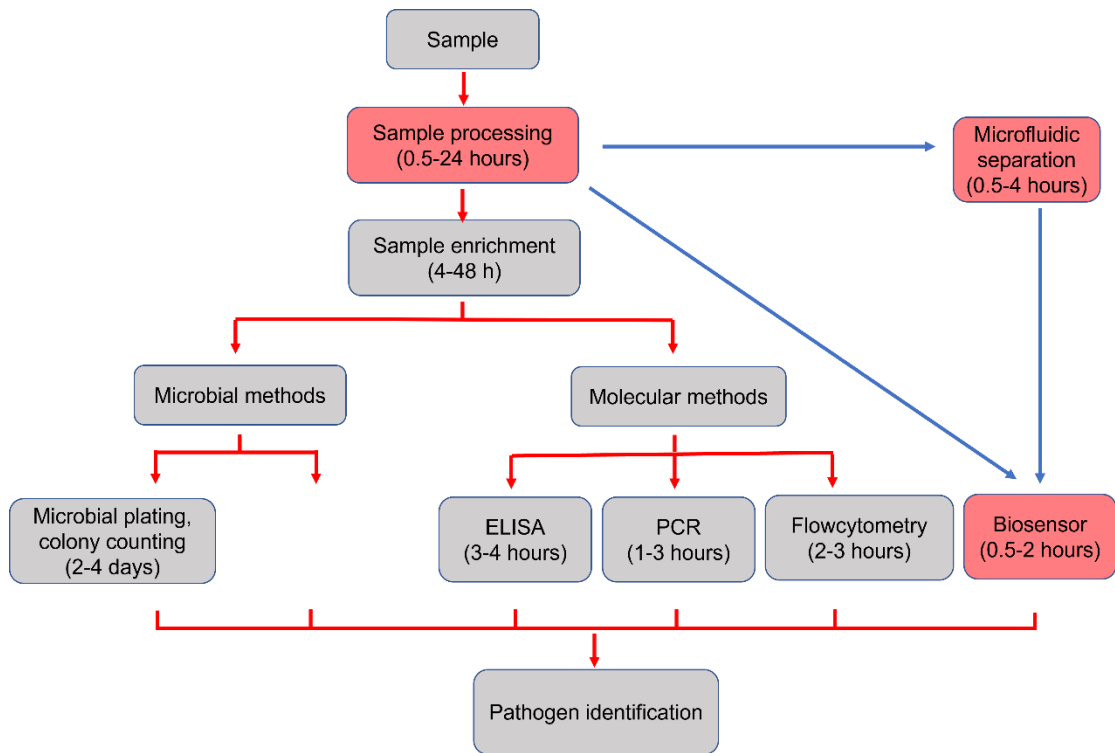 Sample
Sample processing
(0.5-24 hours)
Microfluidic
separation
(0.5-4 hours)
Sample enrichment
(4-48 h)
Microbial methods
Molecular methods
Microbial plating,
colony counting
(2-4 days)
ELISA
(3-4 hours)
PCR
(1-3 hours)
Flowcytometry
(2-3 hours)
Biosensor
(0.5-2 hours)
Pathogen identification